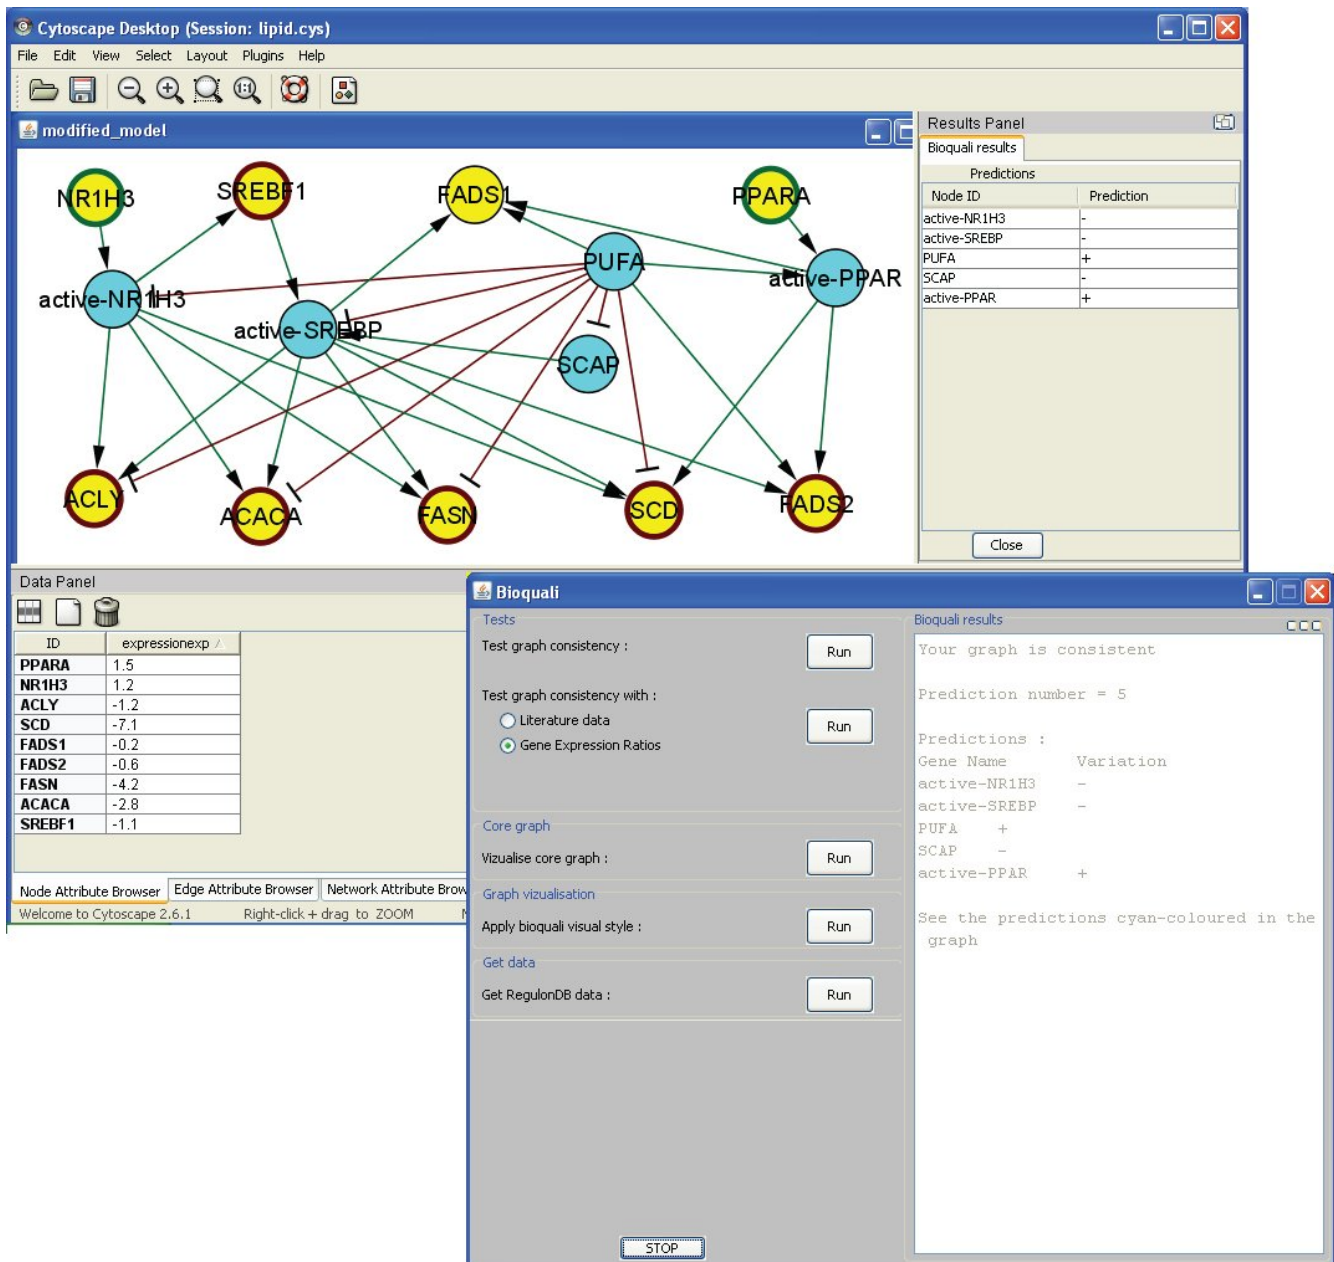 Cytoscape Desktop (Session: lipid.cys)
File Edit View Select Layout Plugins Help
modified_model
NR1H3
SREBF1
FADS1
PPARA
PUFA
active-PPAR
active-NR1H3
active-SREBP
SCAP
ACLY
ACACA
FASN
SCD
FADS2
Results Panel
Bioquali results
Predictions
Node ID Prediction
active-NR1H3 -
active-SREBP -
PUFA +
SCAP -
active-PPAR +
Close
Data Panel
ID expressionexp
PPARA 1.5
NR1H3 1.2
ACLY -1.2
SCD -7.1
FADS1 -0.2
FADS2 -0.6
FASN -4.2
ACACA -2.8
SREBF1 -1.1
Node Attribute Browser Edge Attribute Browser Network Attribute Brow
Welcome to Cytoscape 2.6.1 Right-click + drag to ZOOM
Bioquali
Tests
Test graph consistency : Run
Test graph consistency with :
Literature data
Run
Gene Expression Ratios
Core graph
Vizualise core graph : Run
Graph vizualisation
Apply bioquali visual style : Run
Get data
Get RegulonDB data : Run
STOP
Bioquali results
Your graph is consistent
Prediction number = 5
Predictions :
Gene Name Variation
active-NR1H3 -
active-SREBP -
PUFA +
SCAP -
active-PPAR +
See the predictions cyan-coloured in the
graph